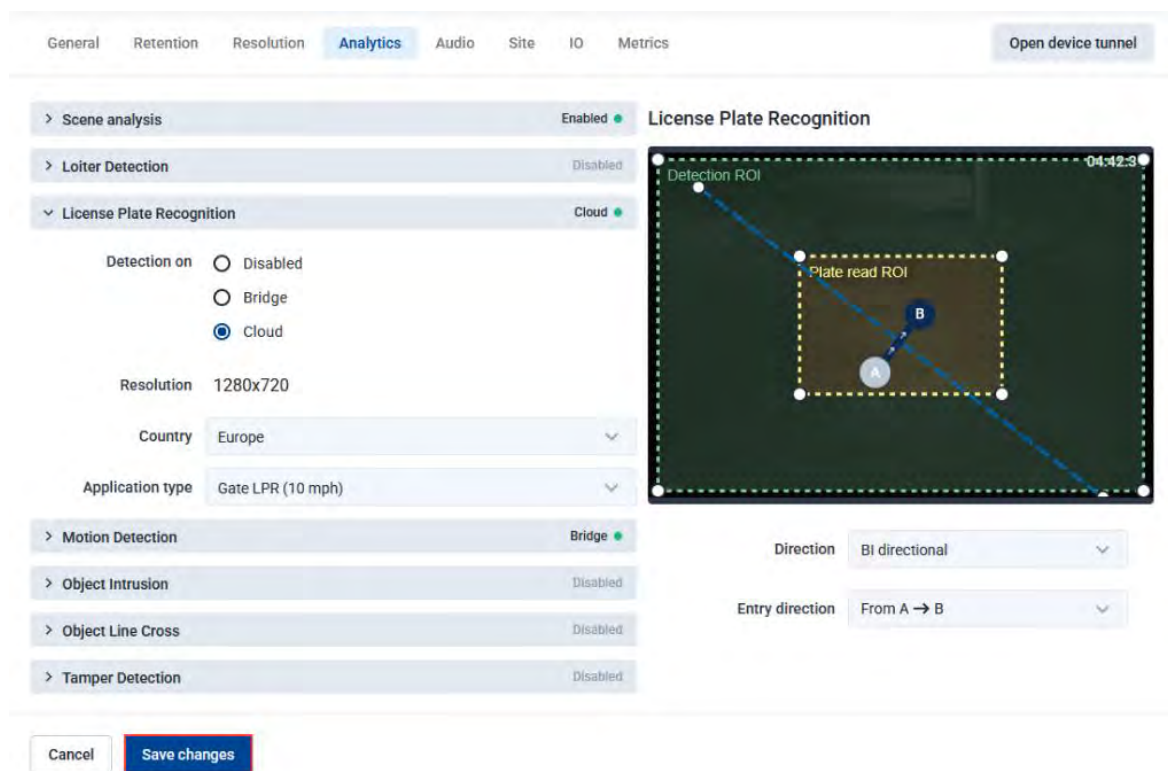 General Retention Resolution Analytics Audio Site IO Metrics Open device tunnel
Scene analysis Enabled
Loiter Detection Disabled
License Plate Recognition Cloud
Detection on Disabled
Bridge
Cloud
Resolution 1280x720
Country Europe
Application type Gate LPR (10 mph)
Motion Detection Bridge
Object Intrusion Disabled
Object Line Cross Disabled
Tamper Detection Disabled
License Plate Recognition
04:42:3
Detection ROI
Plate read ROI
B
A
Direction BI directional
Entry direction From A → B
Cancel Save changes